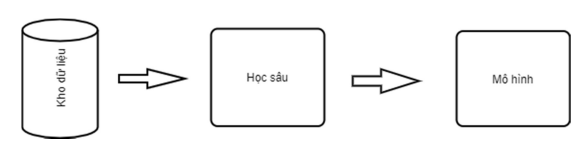 Kho dữ liệu
Học sâu
Mô hình